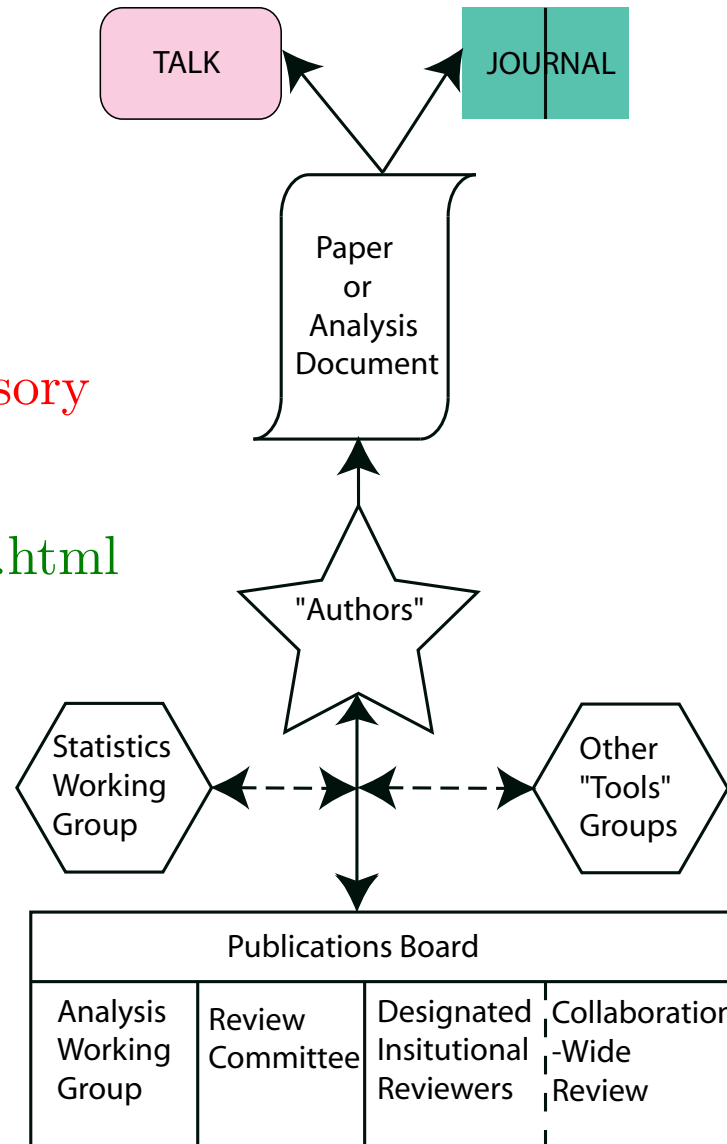 TALK
JOURNAL
Paper
or
Analysis
Document
sory
.html
"Authors"
Statistics
Working
Group
Other
"Tools"
Groups
Publications Board
Analysis
Working
Group
Review
Committee
Designated
Insitutional
Reviewers
Collaboration
-Wide
Review